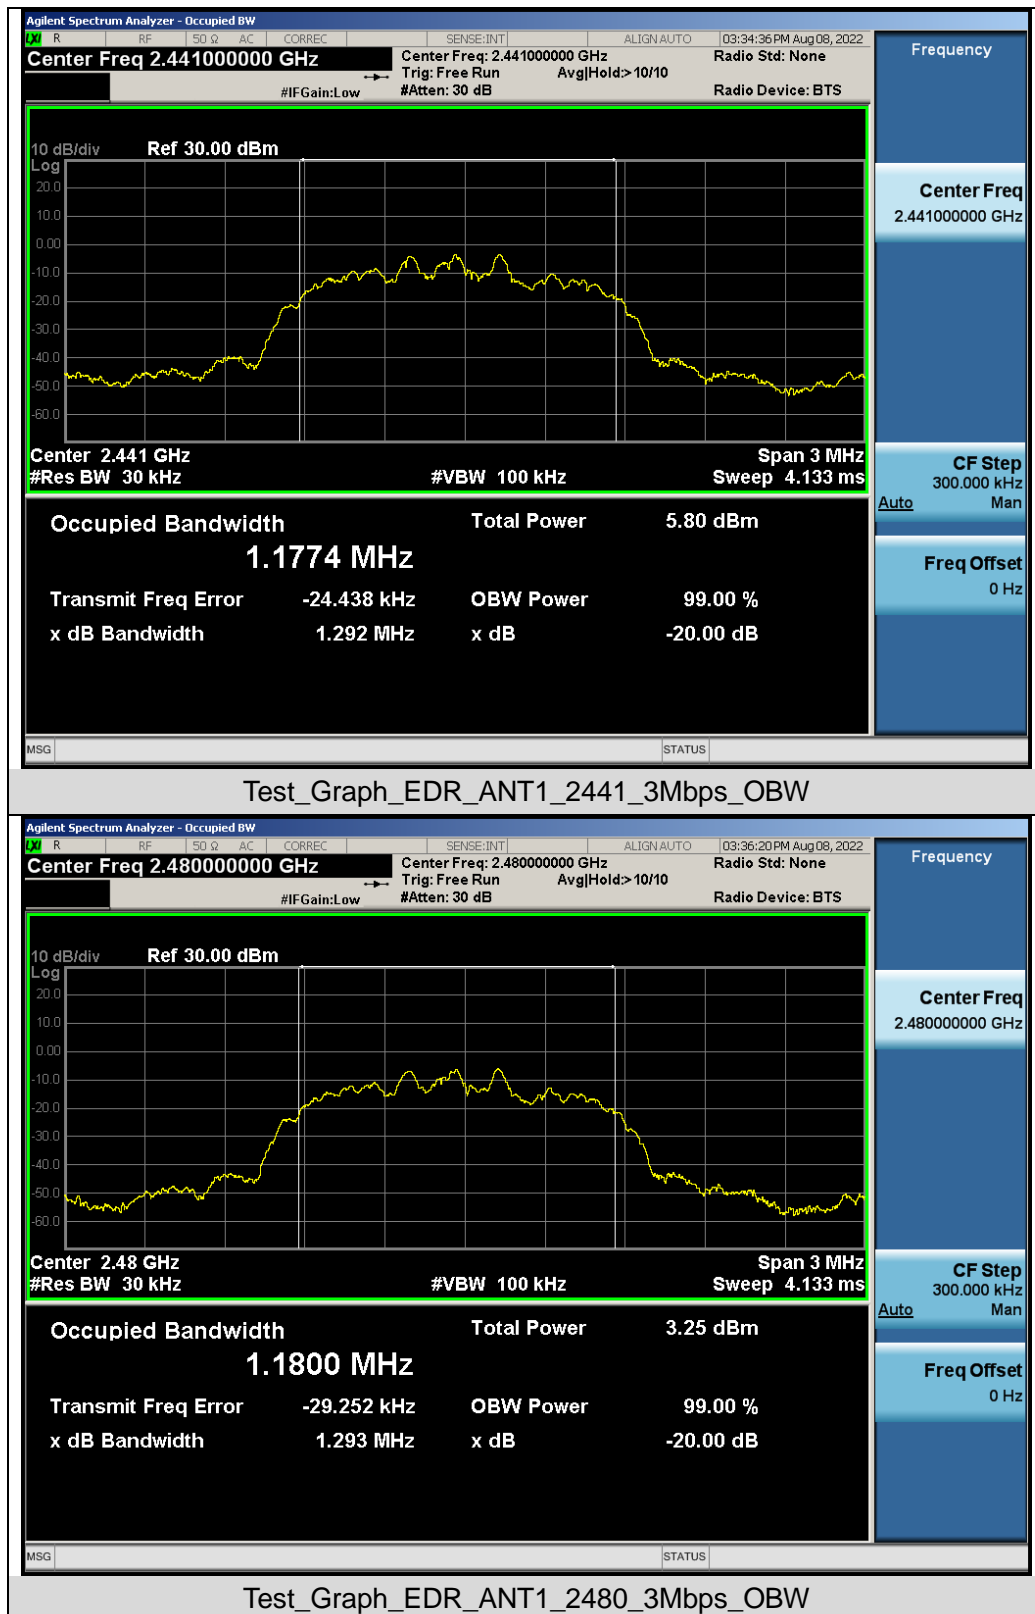 Agilent Spectrum Analyzer - Occupied BW
LXI R RF 50 Ω AC CORREC SENSE:INT ALIGN AUTO 03:34:36 PM Aug 08, 2022
Center Freq 2.441000000 GHz Center Freq: 2.441000000 GHz Radio Std: None Frequency
Trig: Free Run Avg|Hold:>10/10
#IFGain:Low #Atten: 30 dB Radio Device: BTS
10 dB/div Ref 30.00 dBm
Log
20.0
10.0
0.00
-10.0
-20.0
-30.0
-40.0
-50.0
-60.0
Center 2.441 GHz Span 3 MHz
#Res BW 30 kHz #VBW 100 kHz Sweep 4.133 ms
Center Freq
2.441000000 GHz
CF Step
300.000 kHz
Auto Man
Freq Offset
0 Hz
Occupied Bandwidth Total Power 5.80 dBm
1.1774 MHz
Transmit Freq Error -24.438 kHz OBW Power 99.00 %
x dB Bandwidth 1.292 MHz x dB -20.00 dB
MSG STATUS
Test_Graph_EDR_ANT1_2441_3Mbps_OBW
Agilent Spectrum Analyzer - Occupied BW
LXI R RF 50 Ω AC CORREC SENSE:INT ALIGN AUTO 03:36:20 PM Aug 08, 2022
Center Freq 2.480000000 GHz Center Freq: 2.480000000 GHz Radio Std: None Frequency
Trig: Free Run Avg|Hold:>10/10
#IFGain:Low #Atten: 30 dB Radio Device: BTS
10 dB/div Ref 30.00 dBm
Log
20.0
10.0
0.00
-10.0
-20.0
-30.0
-40.0
-50.0
-60.0
Center 2.48 GHz Span 3 MHz
#Res BW 30 kHz #VBW 100 kHz Sweep 4.133 ms
Center Freq
2.480000000 GHz
CF Step
300.000 kHz
Auto Man
Freq Offset
0 Hz
Occupied Bandwidth Total Power 3.25 dBm
1.1800 MHz
Transmit Freq Error -29.252 kHz OBW Power 99.00 %
x dB Bandwidth 1.293 MHz x dB -20.00 dB
MSG STATUS
Test_Graph_EDR_ANT1_2480_3Mbps_OBW